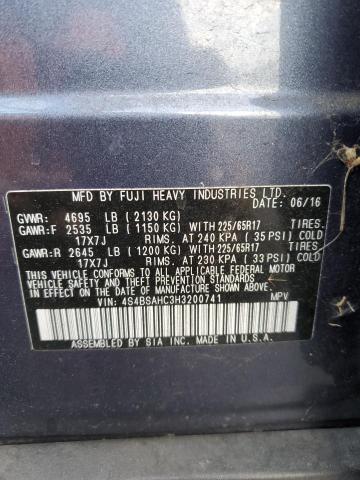 MFD BY FUJI HEAVY INDUSTRIES LTD.
DATE: 06/16
GVWR: 4695 LB ( 2130 KG)
GAWR:F 2535 LB ( 1150 KG) WITH 225/65R17 TIRES.
17X7J RIMS. AT 240 KPA ( 35 PSI) COLD
GAWR:R 2645 LB ( 1200 KG) WITH 225/65R17 TIRES.
17X7J RIMS. AT 230 KPA ( 33 PSI) COLD
THIS VEHICLE CONFORMS TO ALL APPLICABLE FEDERAL MOTOR
VEHICLE SAFETY AND THEFT PREVENTION STANDARDS
IN EFFECT ON THE DATE OF MANUFACTURE SHOWN ABOVE.
VIN: 4S4BSAHC3H3200741 MPV
ASSEMBLED BY SIA INC. MADE IN U.S.A.